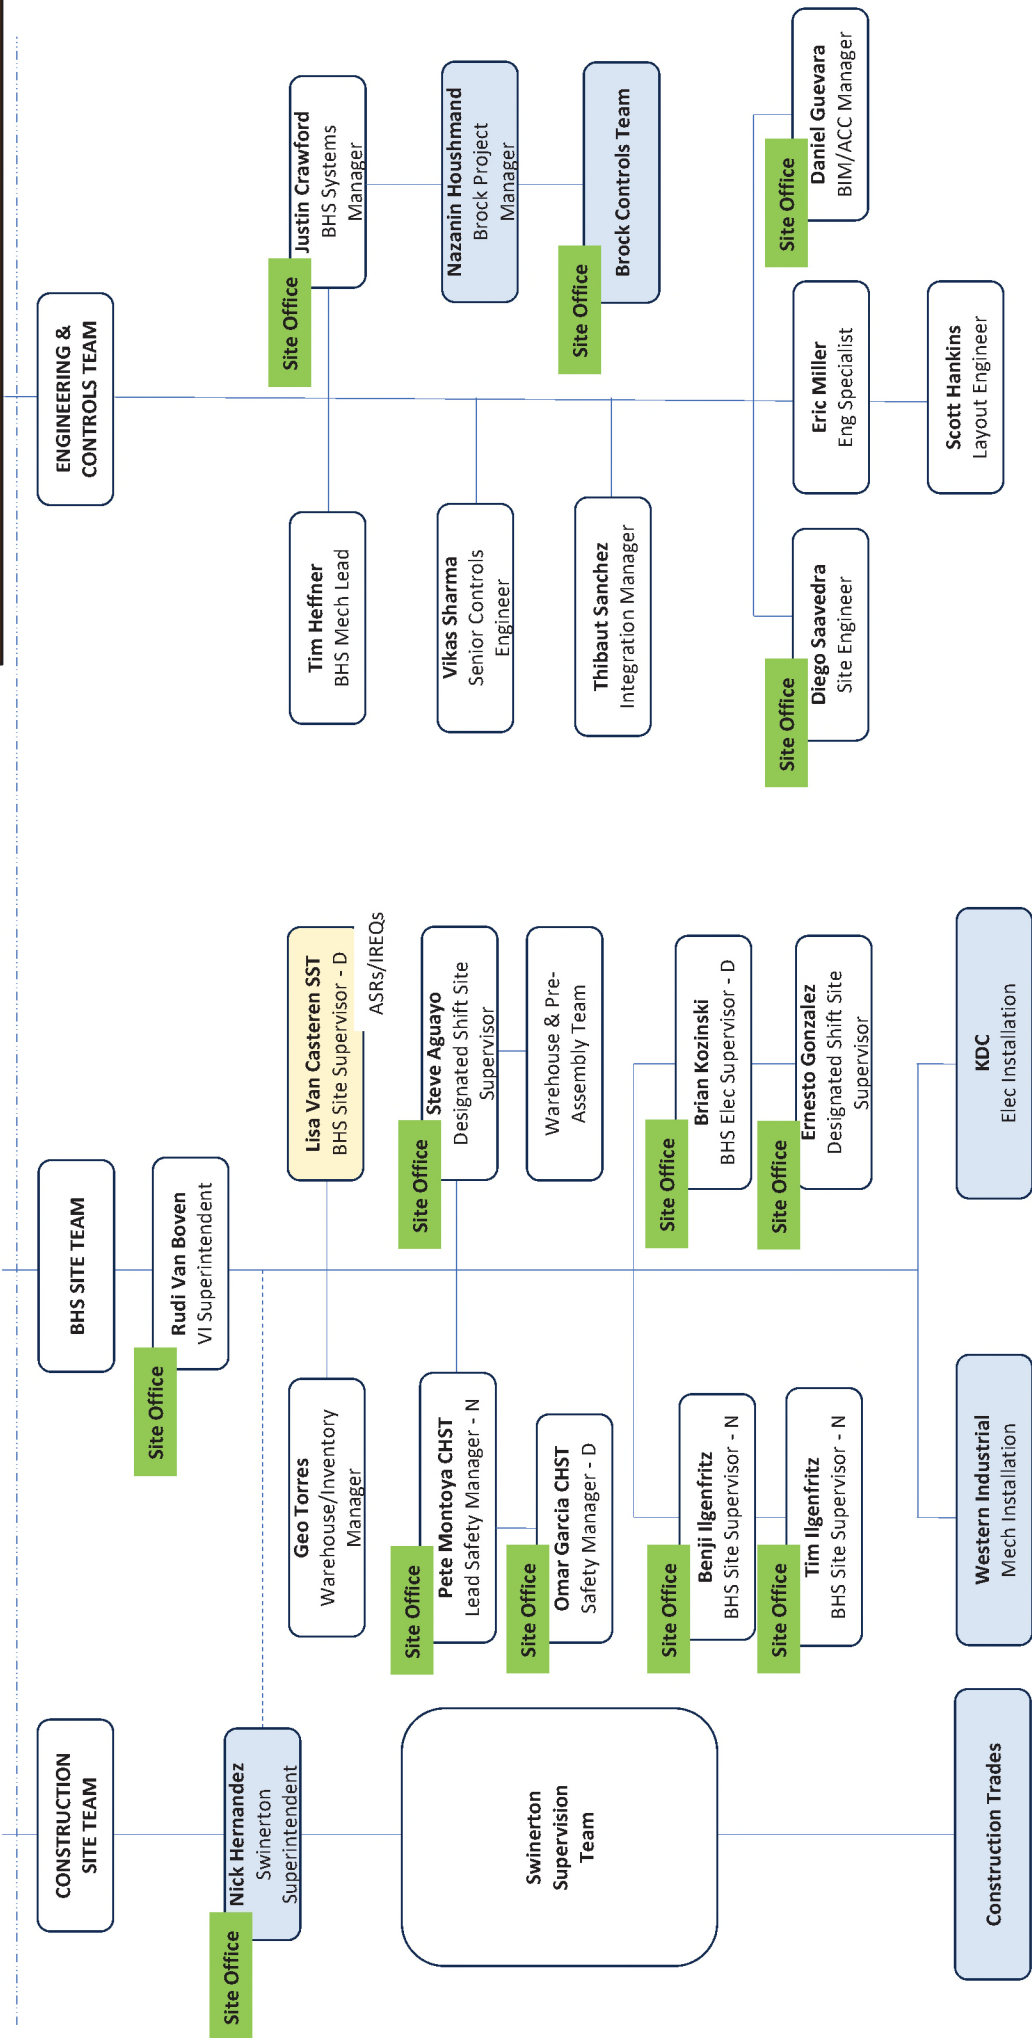 CONSTRUCTION
SITE TEAM
Site Office
Nick Hernandez
Swinerton
Superintendent
Swinerton
Supervision
Team
Construction Trades
BHS SITE TEAM
Site Office
Rudi Van Boven
VI Superintendent
Geo Torres
Warehouse/Inventory
Manager
Lisa Van Casteren SST
BHS Site Supervisor - D
ASRs/IREQs
Site Office
Pete Montoya CHST
Lead Safety Manager - N
Site Office
Omar Garcia CHST
Safety Manager - D
Site Office
Steve Aguayo
Designated Shift Site
Supervisor
Warehouse & Pre-
Assembly Team
Site Office
Benji Ilgenfritz
BHS Site Supervisor - N
Site Office
Tim Ilgenfritz
BHS Site Supervisor - N
Site Office
Brian Kozinski
BHS Elec Supervisor - D
Site Office
Ernesto Gonzalez
Designated Shift Site
Supervisor
Western Industrial
Mech Installation
KDC
Elec Installation
ENGINEERING &
CONTROLS TEAM
Tim Heffner
BHS Mech Lead
Site Office
Justin Crawford
BHS Systems
Manager
Vikas Sharma
Senior Controls
Engineer
Nazanin Houshmand
Brock Project
Manager
Thibaut Sanchez
Integration Manager
Site Office
Brock Controls Team
Site Office
Diego Saavedra
Site Engineer
Eric Miller
Eng Specialist
Site Office
Daniel Guevara
BIM/ACC Manager
Scott Hankins
Layout Engineer